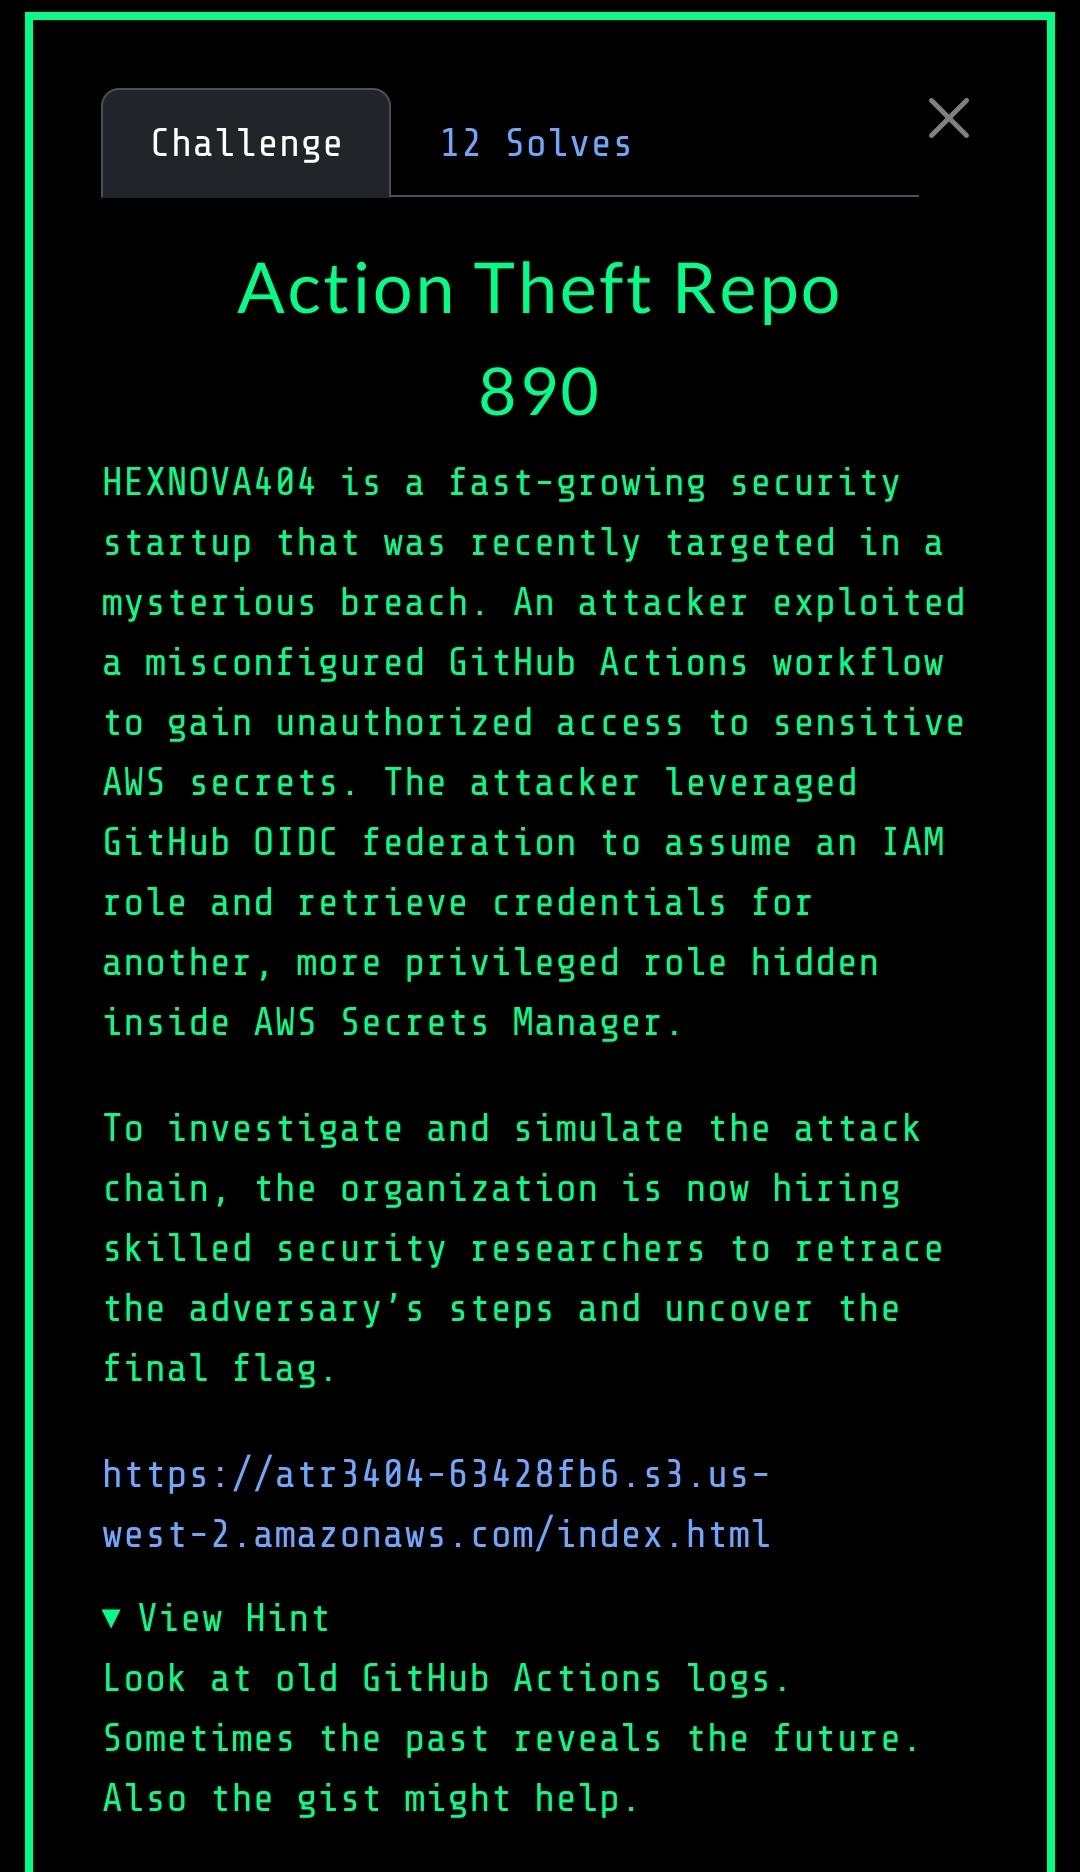 Challenge
12 Solves
Action Theft Repo
890
HEXNOVA404 is a fast-growing security
startup that was recently targeted in a
mysterious breach. An attacker exploited
a misconfigured GitHub Actions workflow
to gain unauthorized access to sensitive
AWS secrets. The attacker leveraged
GitHub OIDC federation to assume an IAM
role and retrieve credentials for
another, more privileged role hidden
inside AWS Secrets Manager.
To investigate and simulate the attack
chain, the organization is now hiring
skilled security researchers to retrace
the adversary’s steps and uncover the
final flag.
https://atr3404-63428fb6.s3.us-
west-2.amazonaws.com/index.html
▼ View Hint
Look at old GitHub Actions logs.
Sometimes the past reveals the future.
Also the gist might help.